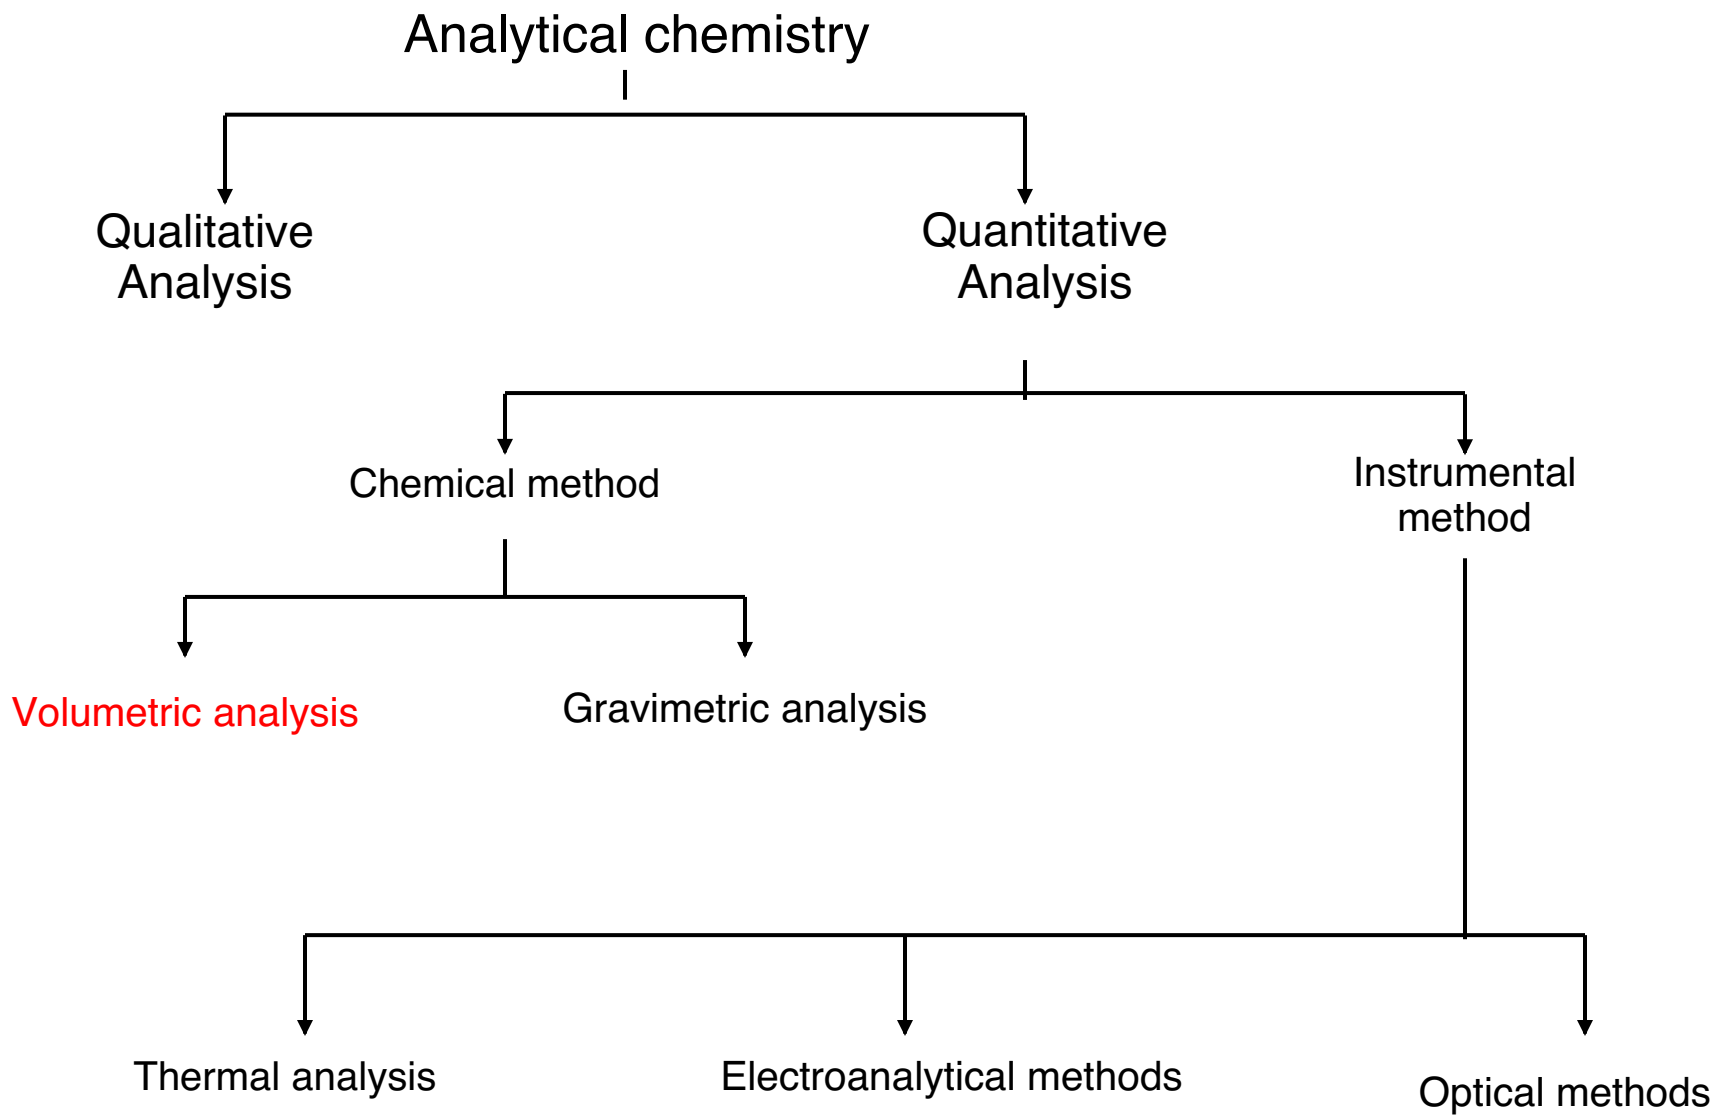 Analytical chemistry
Qualitative
Analysis
Quantitative
Analysis
Chemical method
Instrumental
method
Volumetric analysis
Gravimetric analysis
Thermal analysis
Electroanalytical methods
Optical methods